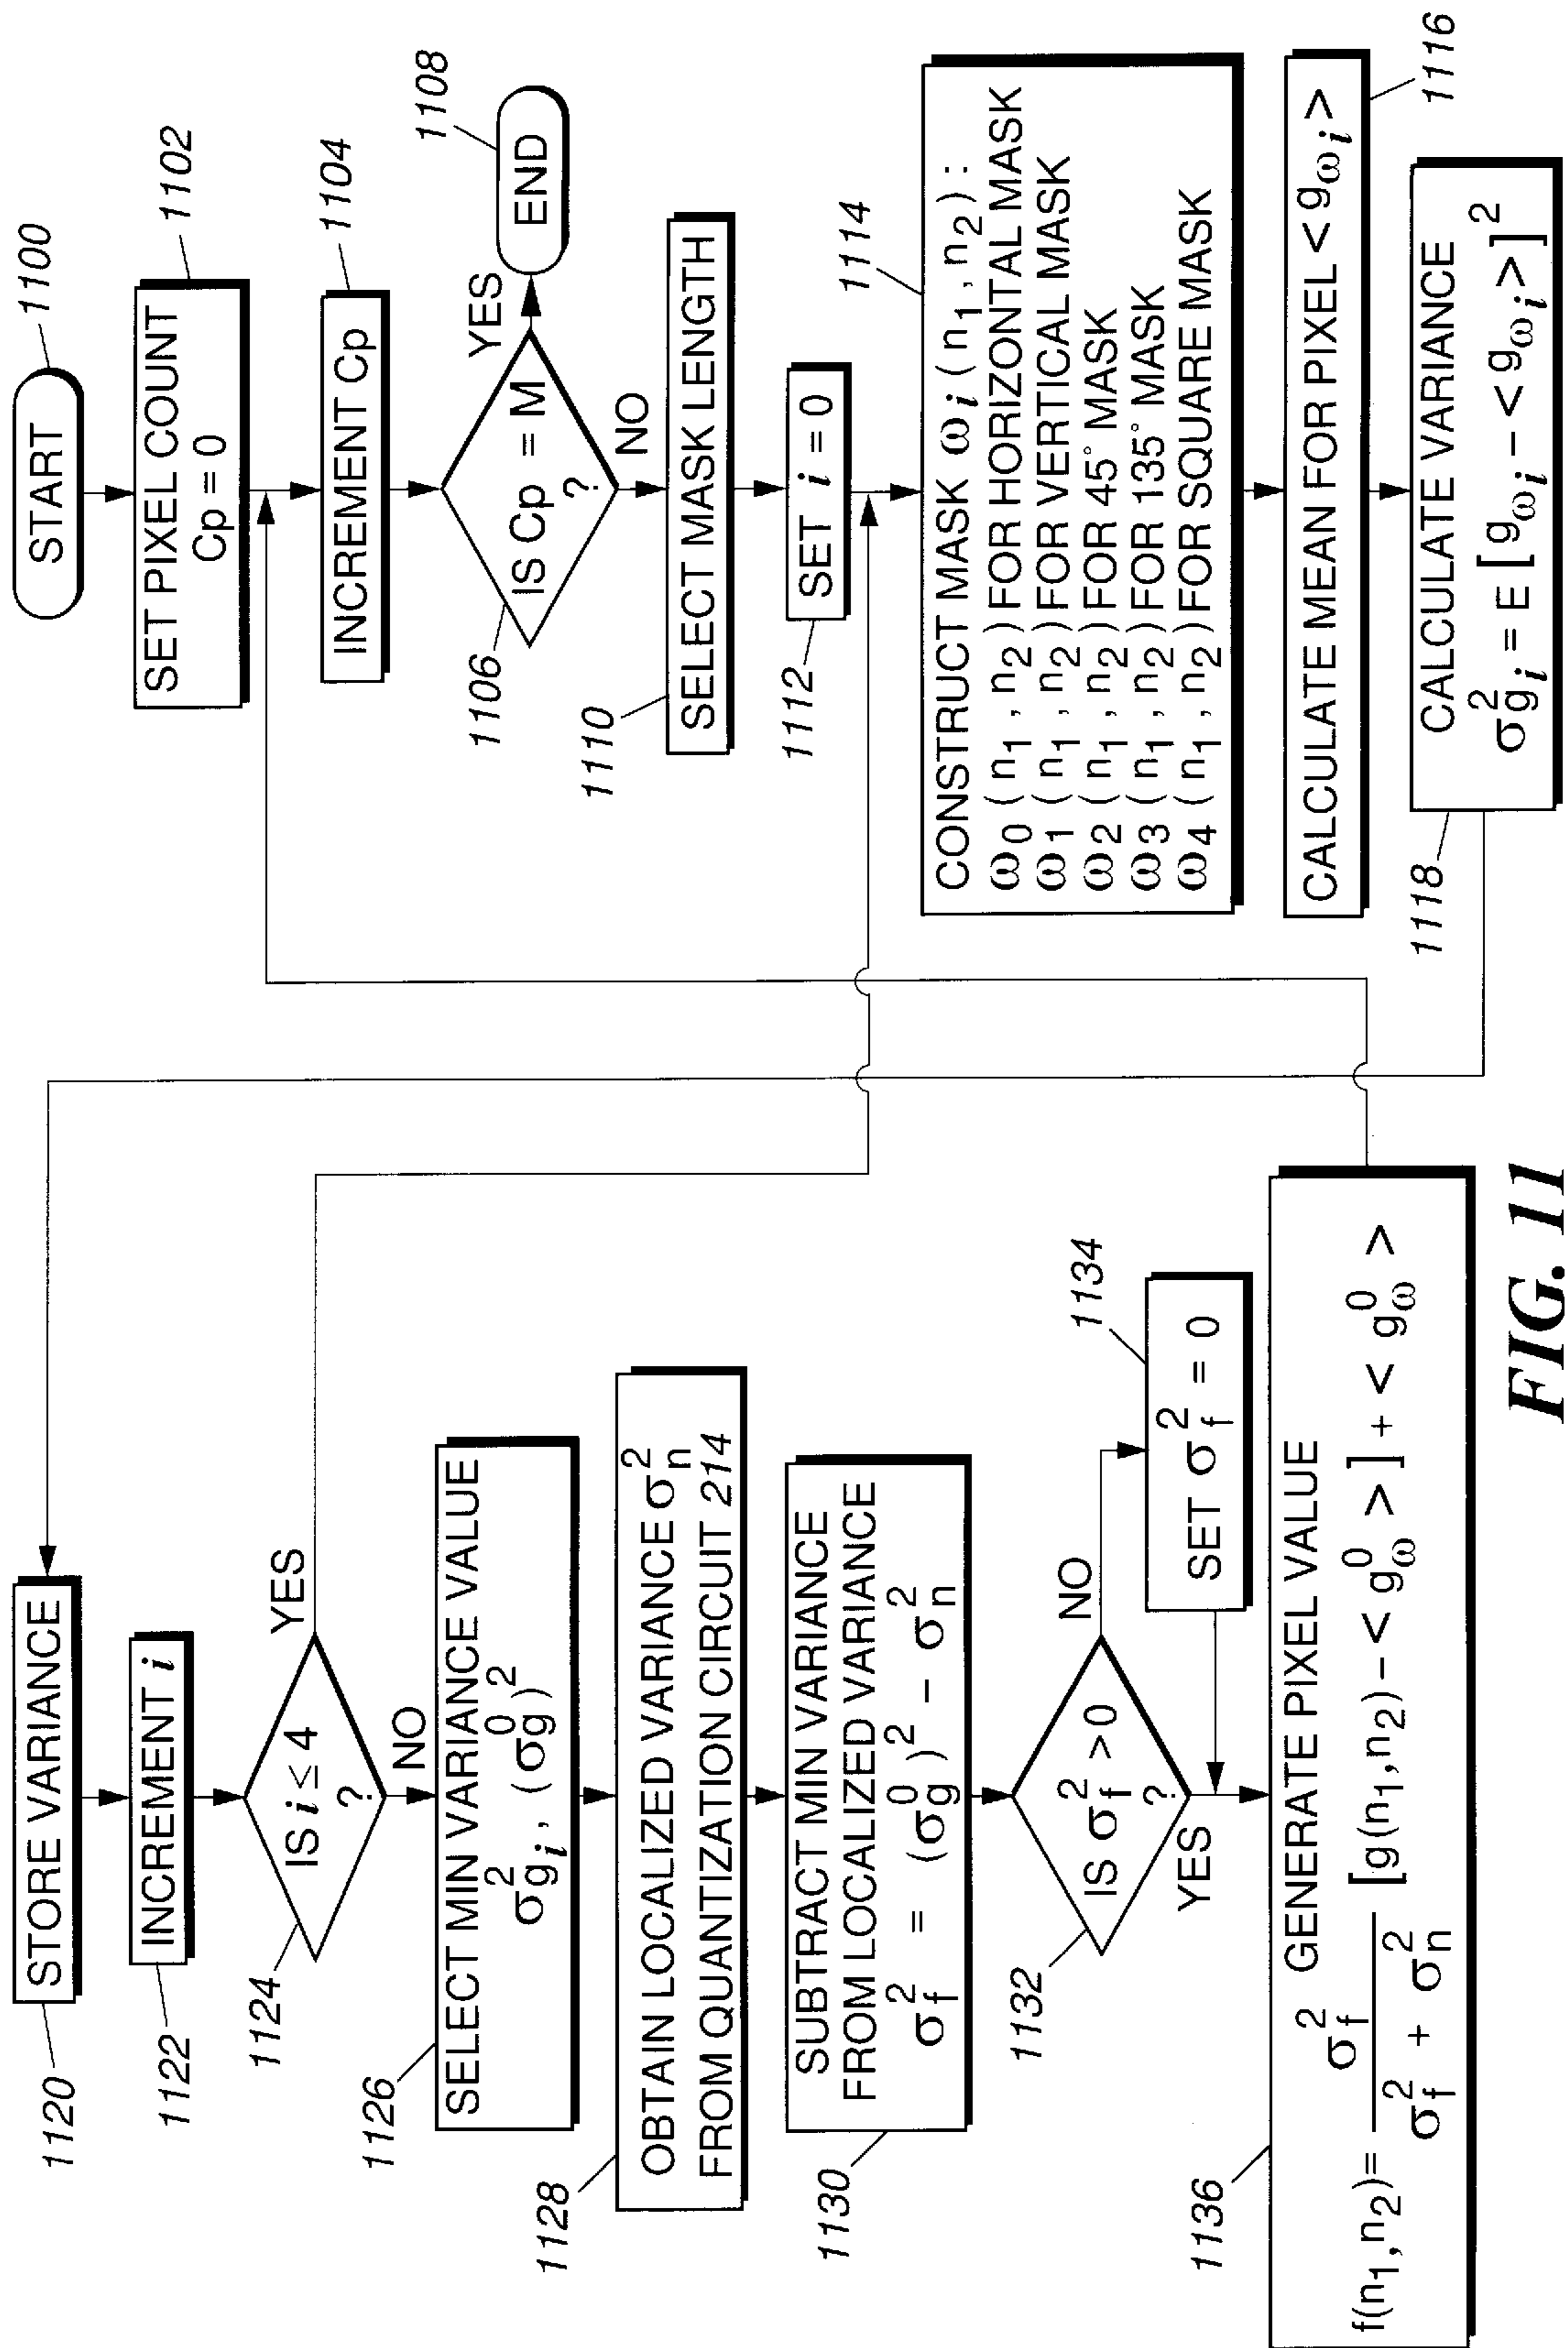 START
1100
SET PIXEL COUNT
Cp = 0
1102
INCREMENT Cp
1104
IS Cp = M
?
1106
YES
END
1108
NO
SELECT MASK LENGTH
1110
SET i = 0
1112
CONSTRUCT MASK ω_i (n₁, n₂) :
ω₀ (n₁, n₂) FOR HORIZONTAL MASK
ω₁ (n₁, n₂) FOR VERTICAL MASK
ω₂ (n₁, n₂) FOR 45° MASK
ω₃ (n₁, n₂) FOR 135° MASK
ω₄ (n₁, n₂) FOR SQUARE MASK
1114
CALCULATE MEAN FOR PIXEL < g_ω_i >
1116
CALCULATE VARIANCE
σ²g_i = E [g_ω_i - < g_ω_i >]²
1118
STORE VARIANCE
1120
INCREMENT i
1122
IS i ≤ 4
?
1124
YES
NO
SELECT MIN VARIANCE VALUE
σ²g_i, (σ⁰g)²
1126
OBTAIN LOCALIZED VARIANCE σ²n
FROM QUANTIZATION CIRCUIT 214
1128
SUBTRACT MIN VARIANCE
FROM LOCALIZED VARIANCE
σ²f = (σ⁰g)² - σ²n
1130
IS σ²f > 0
?
1132
NO
YES
SET σ²f = 0
1134
GENERATE PIXEL VALUE
f(n₁, n₂) = σ²f / (σ²f + σ²n) [g(n₁, n₂) - < g⁰ω >] + < g⁰ω >
1136
FIG. 11